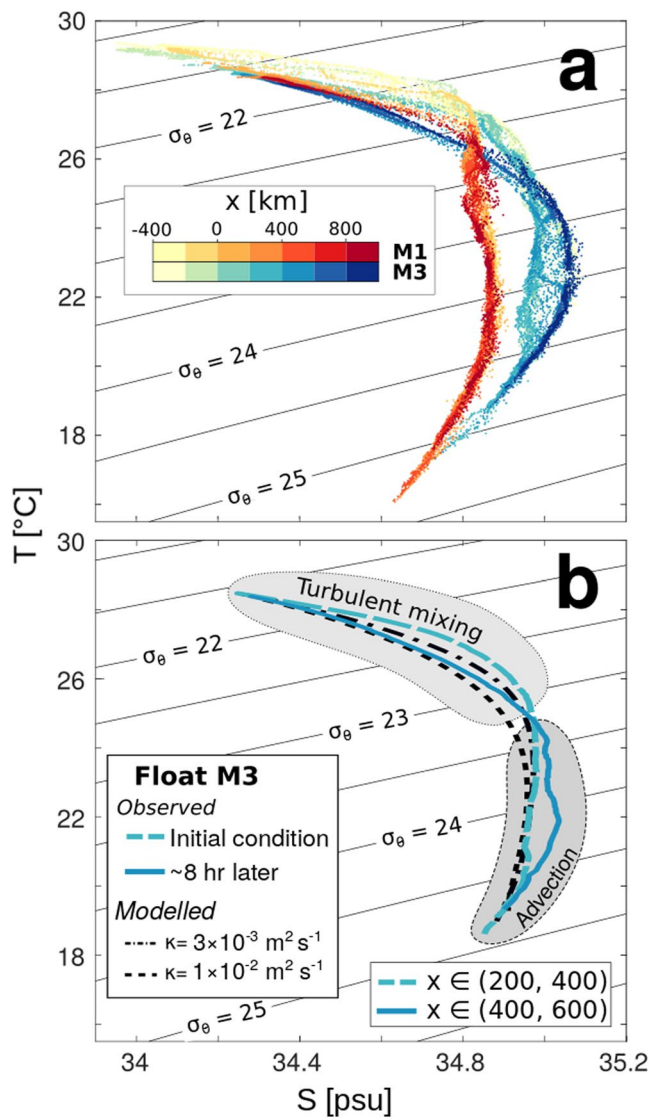 30
a
σθ = 22
26
x [km]
-400 0 400 800
M1
M3
22
σθ = 24
18
σθ = 25
T [°C]
30
b
Turbulent mixing
σθ = 22
26
σθ = 23
Float M3
Observed
Initial condition
~8 hr later
Modelled
κ= 3×10⁻³ m² s⁻¹
κ= 1×10⁻² m² s⁻¹
22
σθ = 24
Advection
18
x ∈ (200, 400)
x ∈ (400, 600)
σθ = 25
34 34.4 34.8 35.2
S [psu]